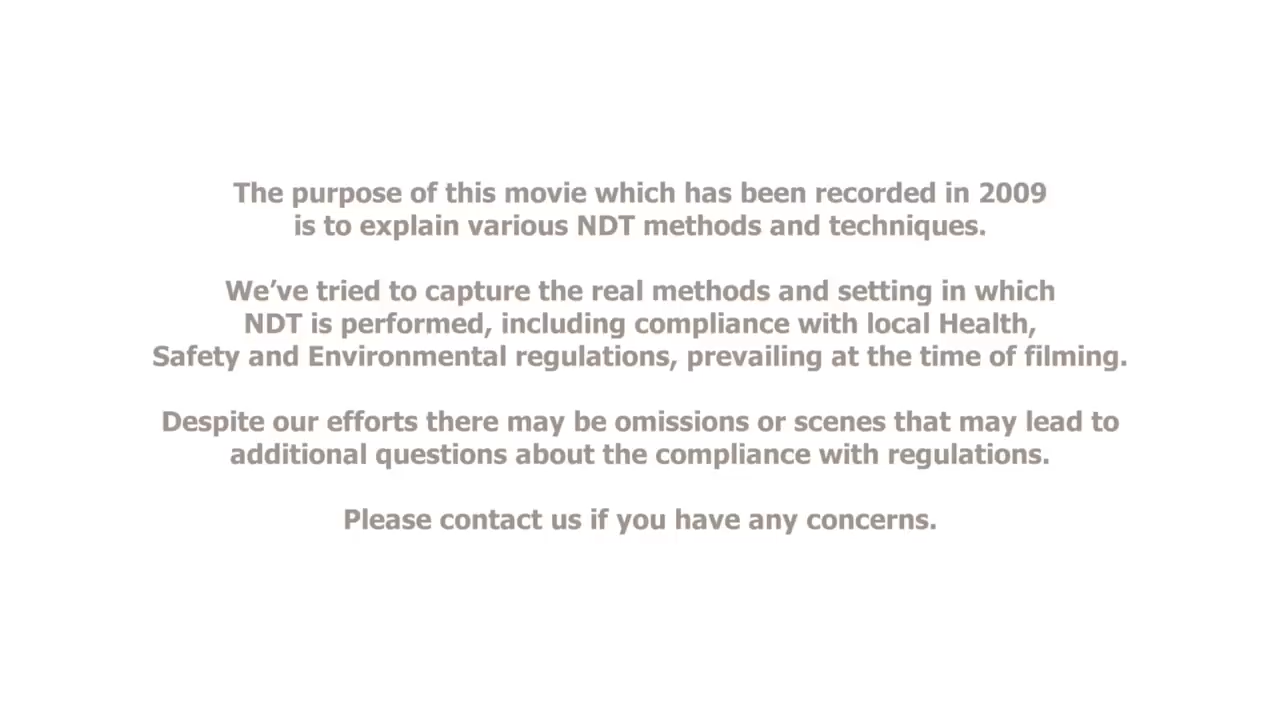 The purpose of this movie which has been recorded in 2009
is to explain various NDT methods and techniques.
We’ve tried to capture the real methods and setting in which
NDT is performed, including compliance with local Health,
Safety and Environmental regulations, prevailing at the time of filming.
Despite our efforts there may be omissions or scenes that may lead to
additional questions about the compliance with regulations.
Please contact us if you have any concerns.